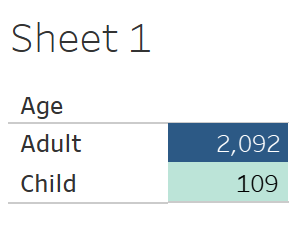 Sheet 1
Age
Adult 2,092
Child 109